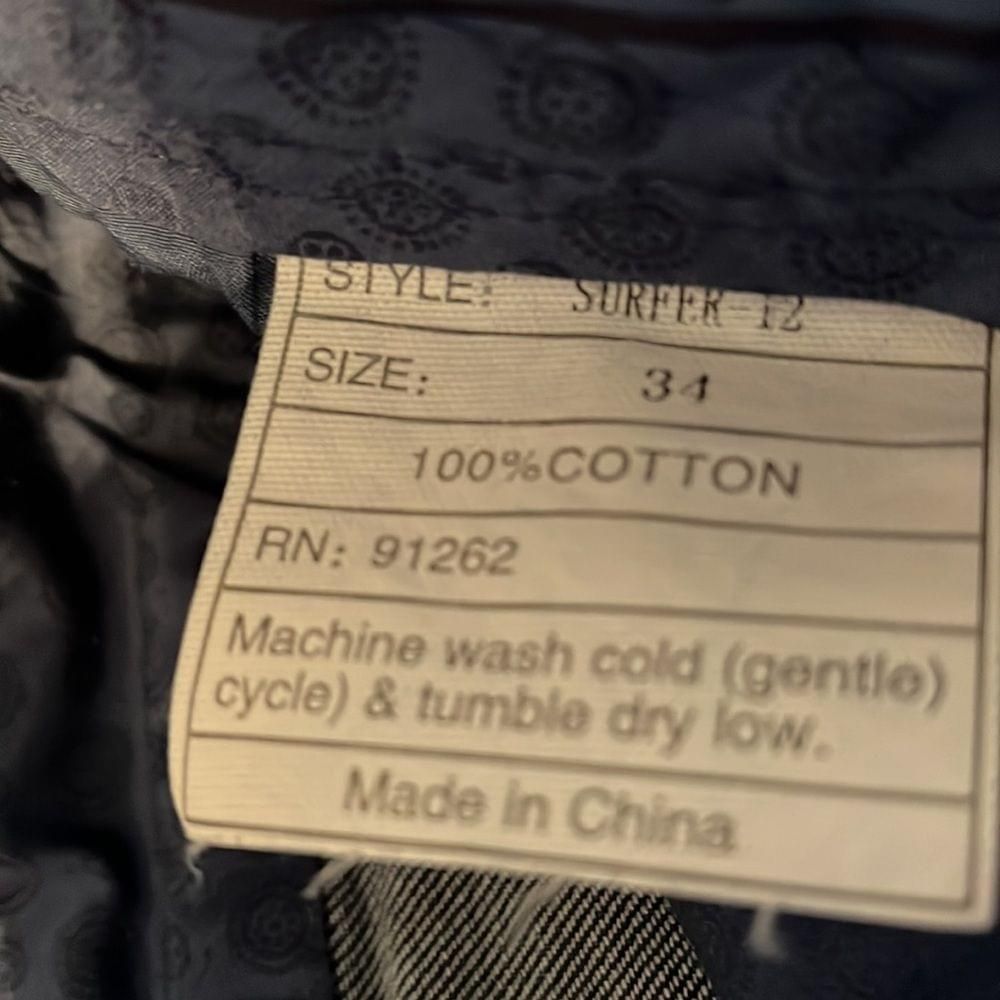 STYLE: SURFER-12
SIZE: 34
100%COTTON
RN: 91262
Machine wash cold (gentle)
cycle) & tumble dry low.
Made in China